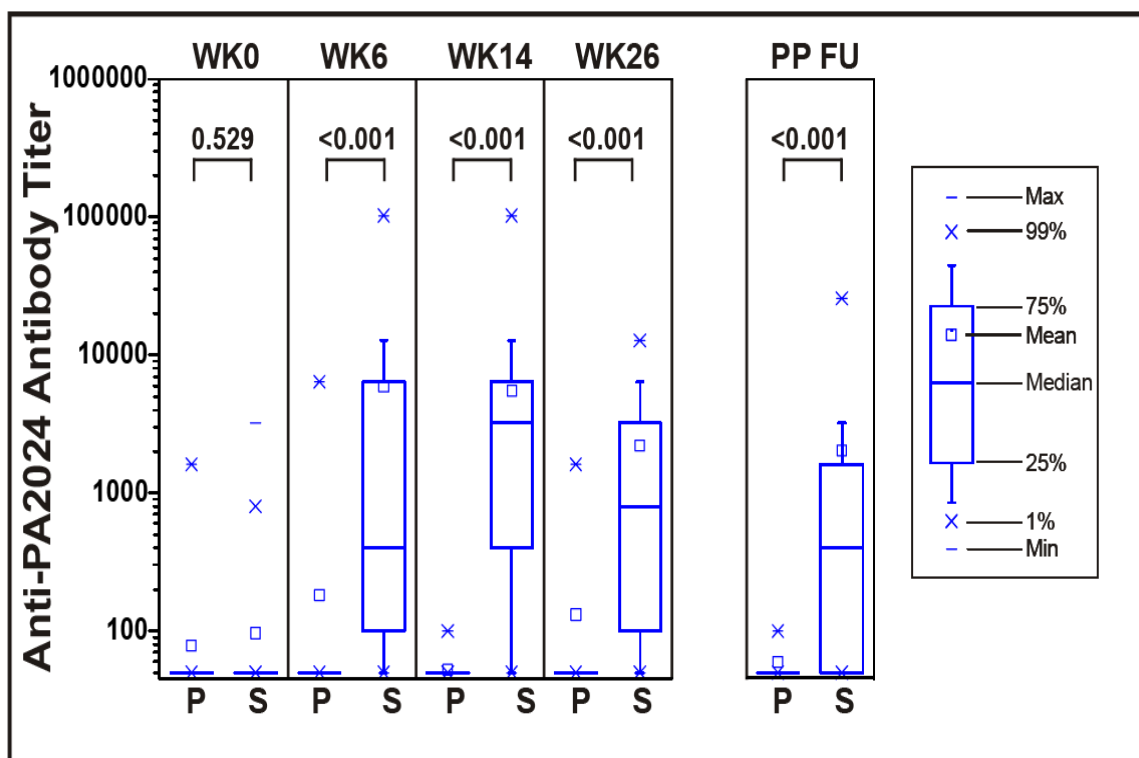 WK0 WK6 WK14 WK26 PP FU
Anti-PA2024 Antibody Titer
1000000
100000
10000
1000
100
0.529 <0.001 <0.001 <0.001 <0.001
P S P S P S P S P S
Max
99%
75%
Mean
Median
25%
1%
Min